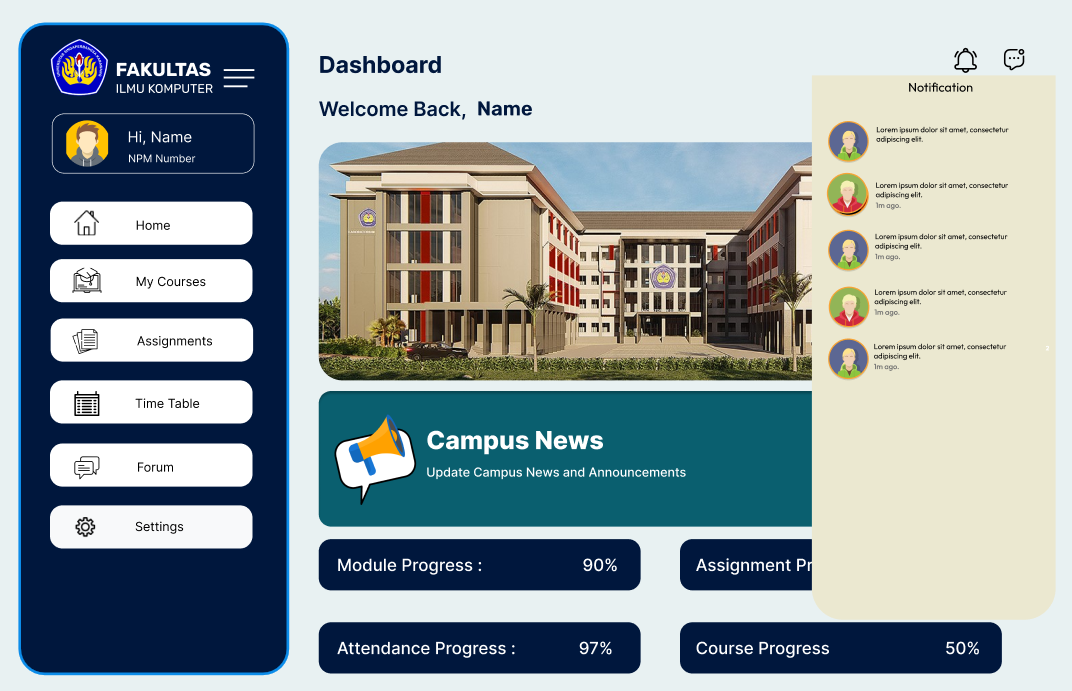 FAKULTAS
ILMU KOMPUTER
Hi, Name
NPM Number
Home
My Courses
Assignments
Time Table
Forum
Settings
Dashboard
Welcome Back, Name
Campus News
Update Campus News and Announcements
Module Progress : 90%
Assignment Pr
Attendance Progress : 97%
Course Progress 50%
Notification
Lorem ipsum dolor sit amet, consectetur
adipiscing elit.
Lorem ipsum dolor sit amet, consectetur
adipiscing elit.
1m ago.
Lorem ipsum dolor sit amet, consectetur
adipiscing elit.
1m ago.
Lorem ipsum dolor sit amet, consectetur
adipiscing elit.
1m ago.
Lorem ipsum dolor sit amet, consectetur
adipiscing elit.
1m ago.